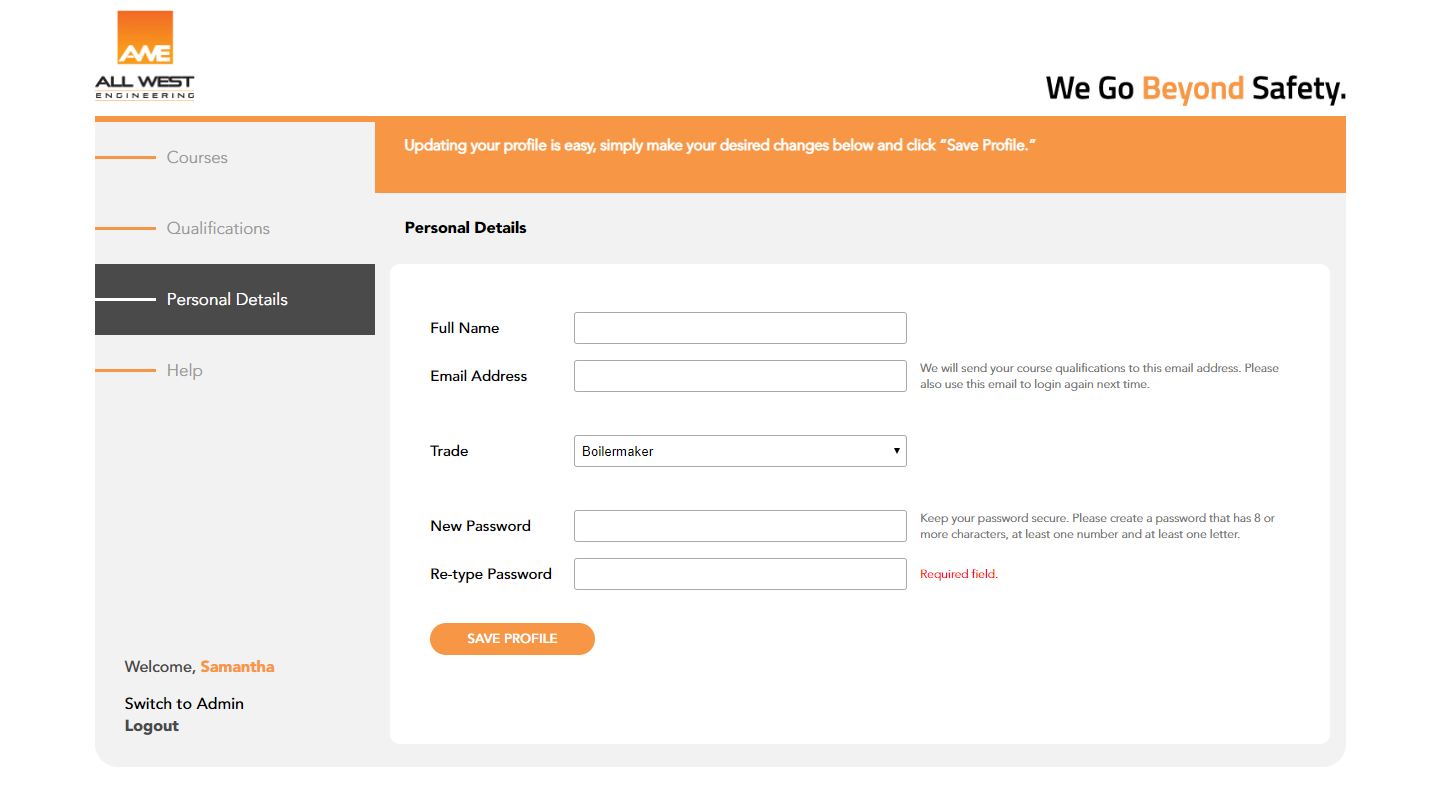 AWE
ALL WEST
ENGINEERING
We Go Beyond Safety.
Courses
Qualifications
Personal Details
Help
Welcome, Samantha
Switch to Admin
Logout
Updating your profile is easy, simply make your desired changes below and click “Save Profile.”
Personal Details
Full Name
Email Address
We will send your course qualifications to this email address. Please
also use this email to login again next time.
Trade
Boilermaker
New Password
Keep your password secure. Please create a password that has 8 or
more characters, at least one number and at least one letter.
Re-type Password
Required field.
SAVE PROFILE